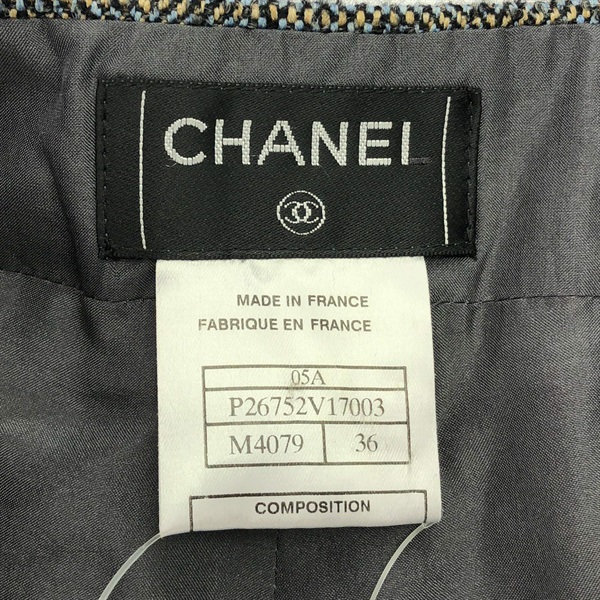 CHANEL
MADE IN FRANCE
FABRIQUE EN FRANCE
05A
P26752V17003
M4079 36
COMPOSITION